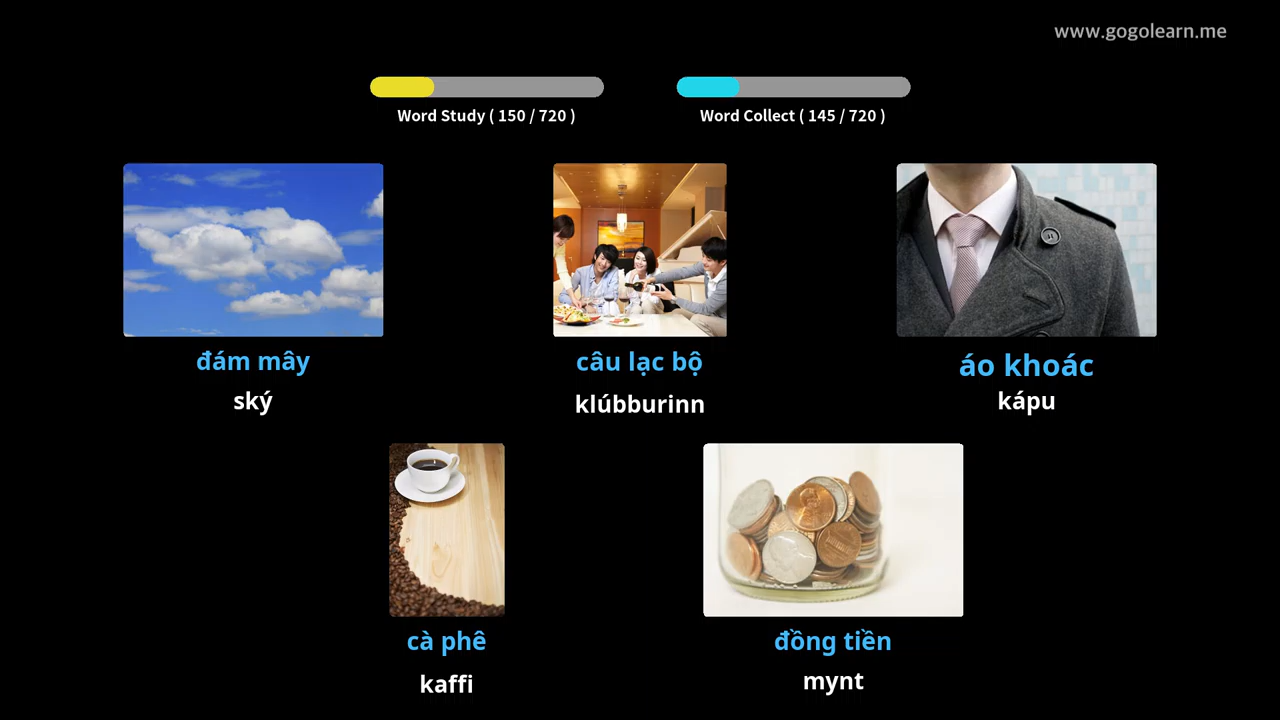 www.gogolearn.me
Word Study ( 150 / 720 )
Word Collect ( 145 / 720 )
đám mây
ský
câu lạc bộ
klúbburinn
áo khoác
kápu
cà phê
kaffi
đồng tiền
mynt